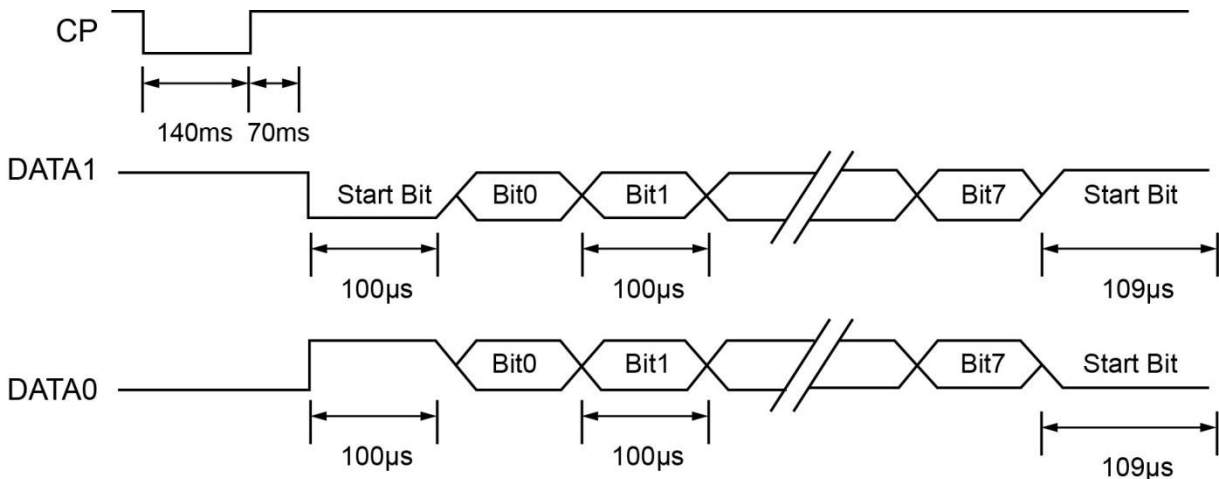 CP
140ms 70ms
DATA1
Start Bit Bit0 Bit1 Bit7 Start Bit
100µs 100µs 109µs
Bit0 Bit1 Bit7 Start Bit
DATA0
100µs 100µs 109µs